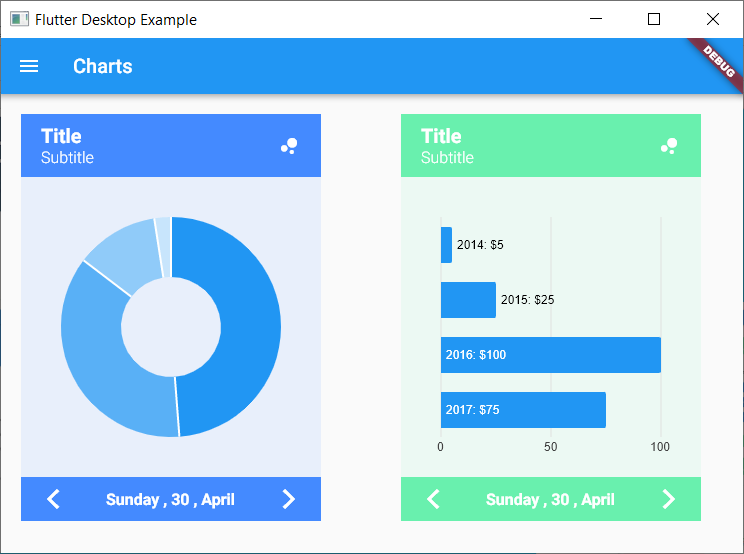 Flutter Desktop Example
Charts
DEBUG
Title
Subtitle
Sunday , 30 , April
Title
Subtitle
2014: $5
2015: $25
2016: $100
2017: $75
0 50 100
Sunday , 30 , April